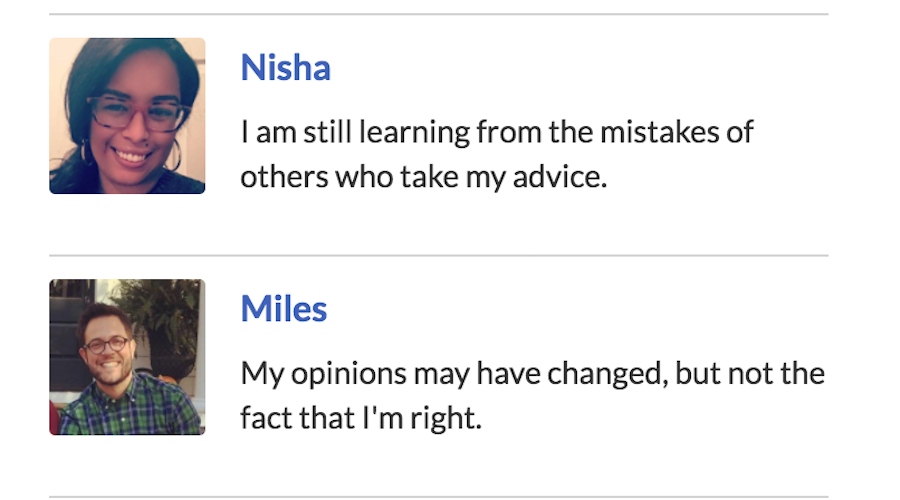 Nisha
I am still learning from the mistakes of
others who take my advice.
Miles
My opinions may have changed, but not the
fact that I'm right.